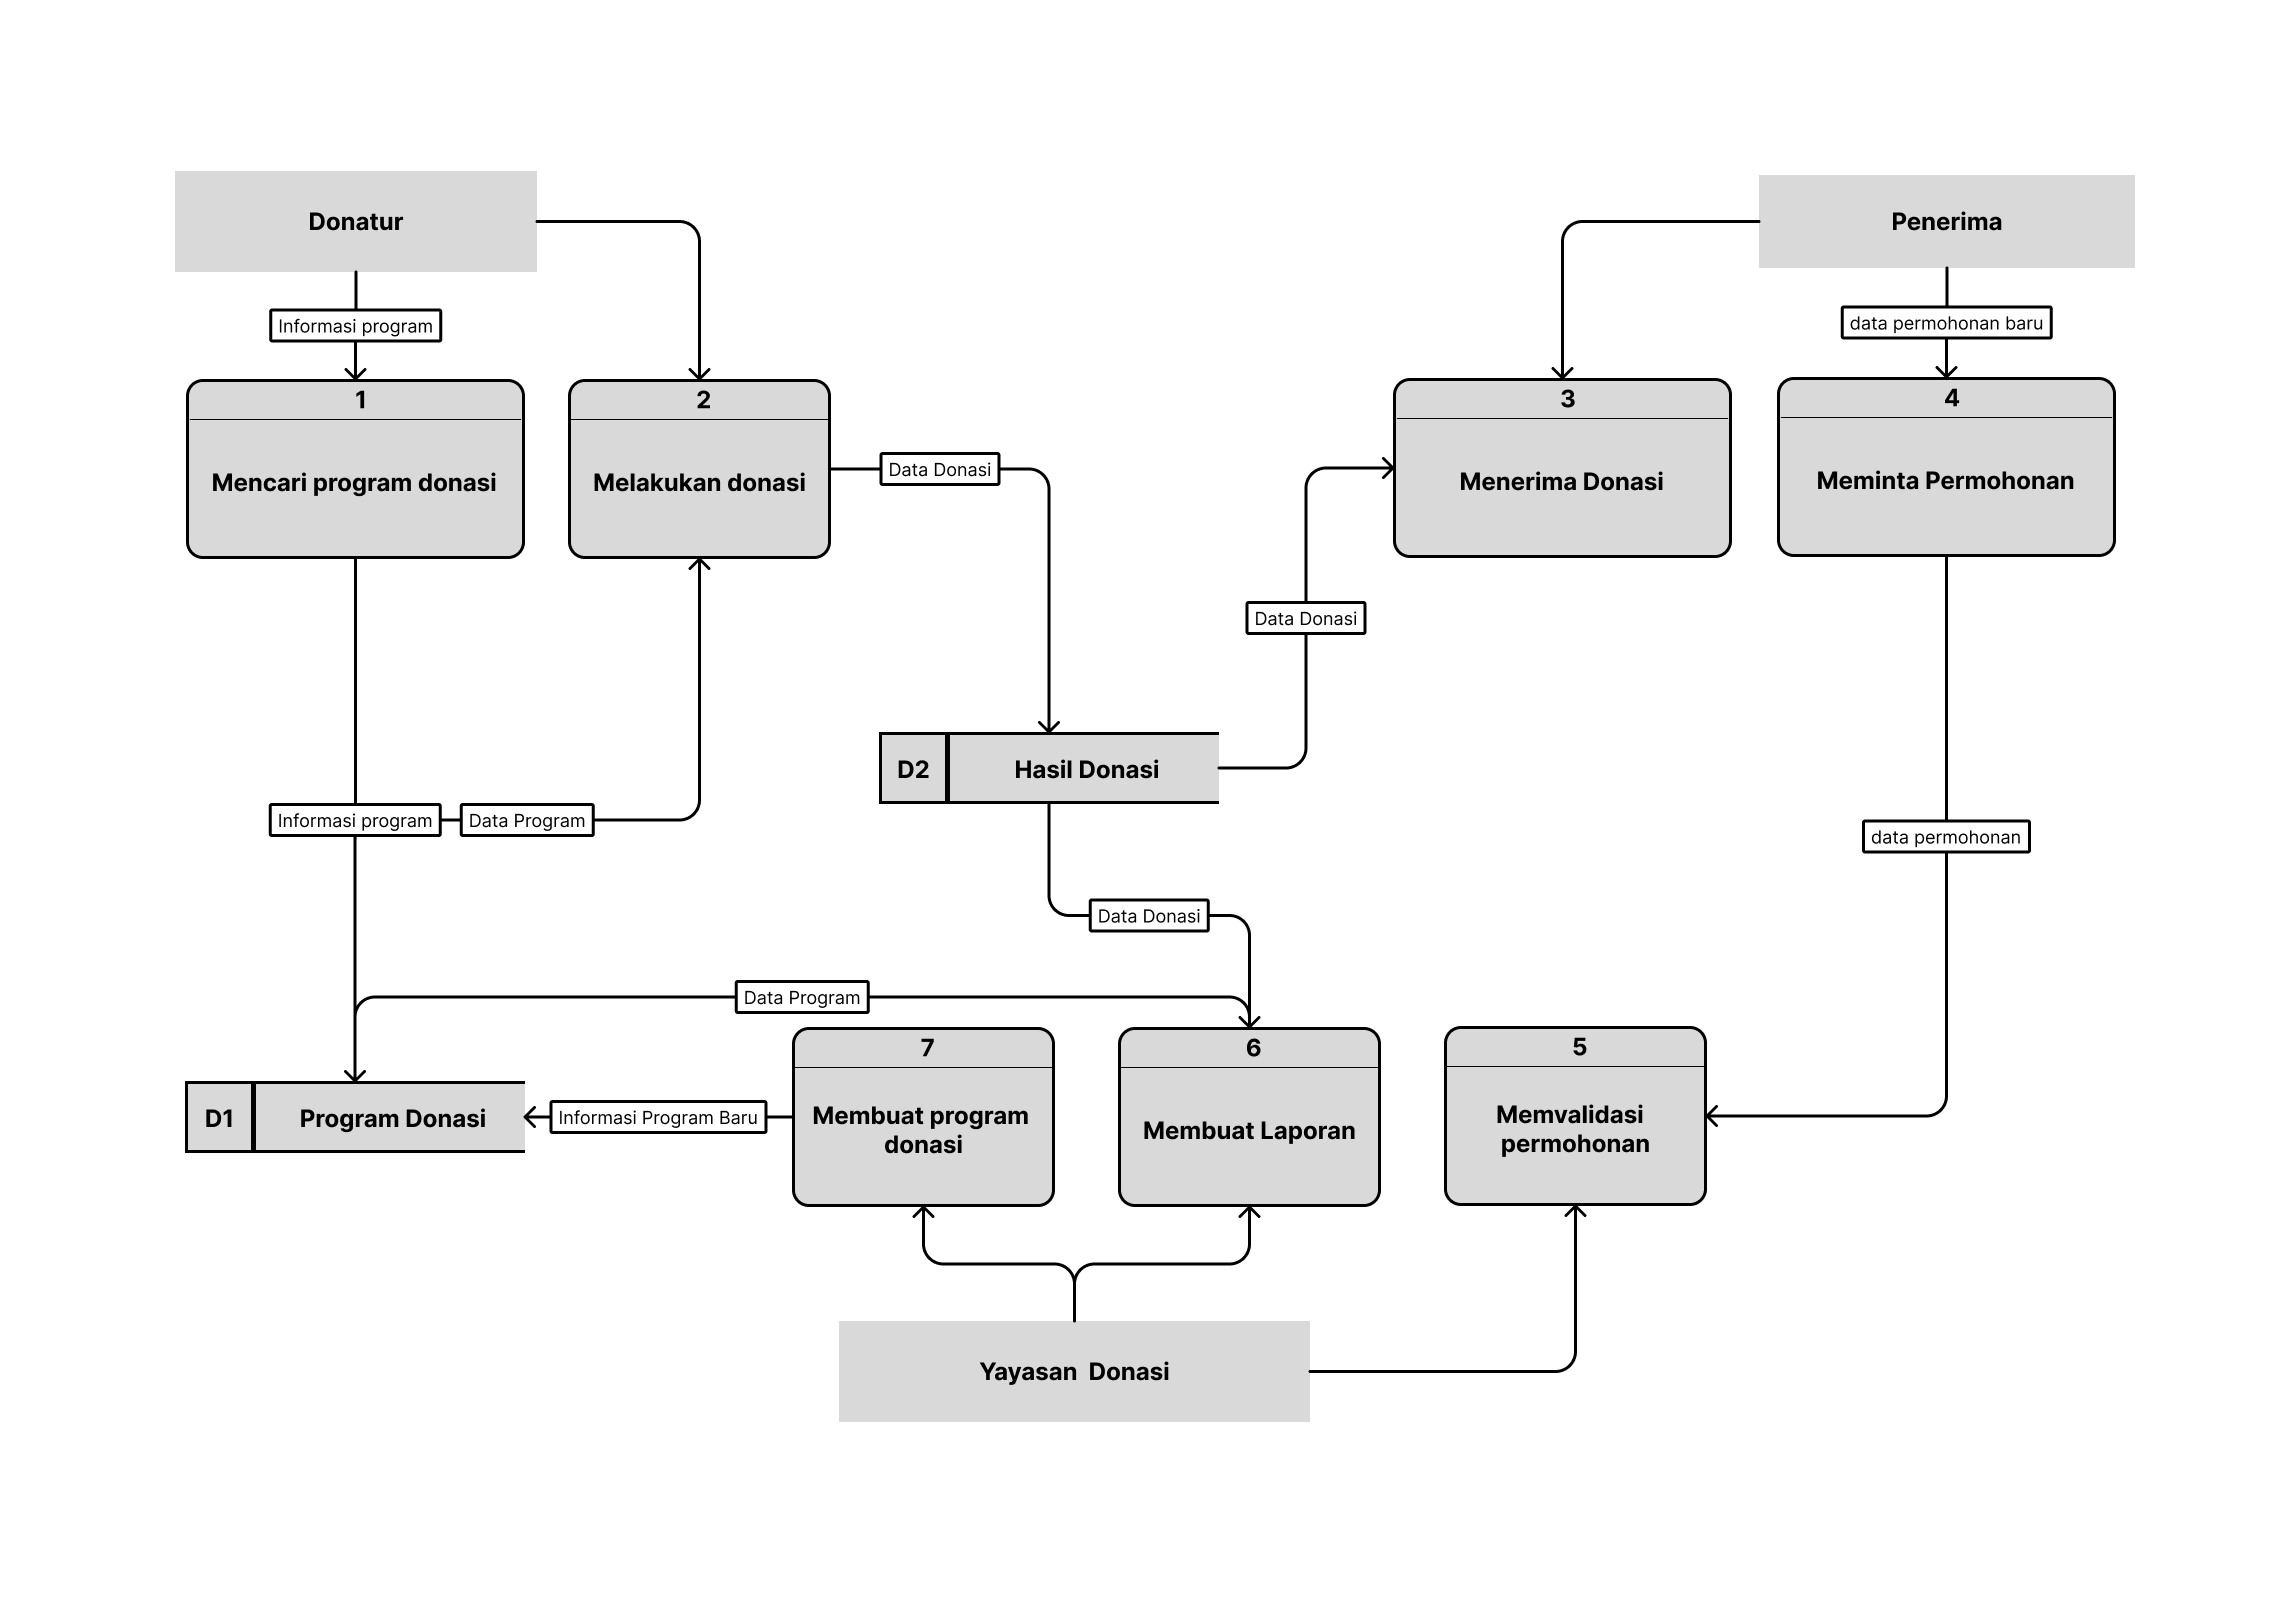 Donatur
Penerima
Informasi program
data permohonan baru
1
Mencari program donasi
2
Melakukan donasi
3
Menerima Donasi
4
Meminta Permohonan
Data Donasi
Data Donasi
D2
Hasil Donasi
Informasi program
Data Program
data permohonan
Data Donasi
Data Program
7
Membuat program
donasi
6
Membuat Laporan
5
Memvalidasi
permohonan
D1
Program Donasi
Informasi Program Baru
Yayasan Donasi